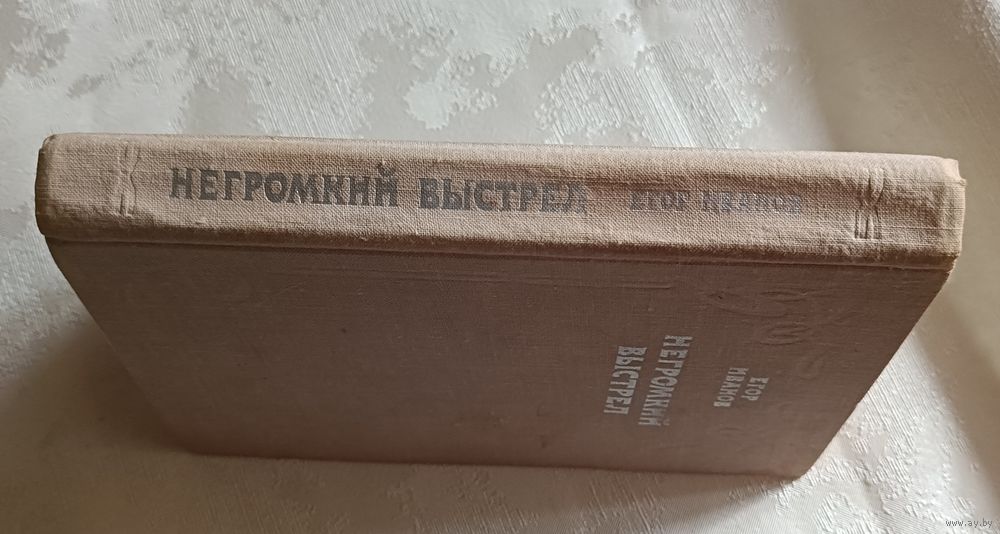 НЕГРОМКИЙ ВЫСТРЕЛ ЕГОР ИВАНОВ
ЕГОР
ИВАНОВ
НЕГРОМКИЙ
ВЫСТРЕЛ
www.ay.by